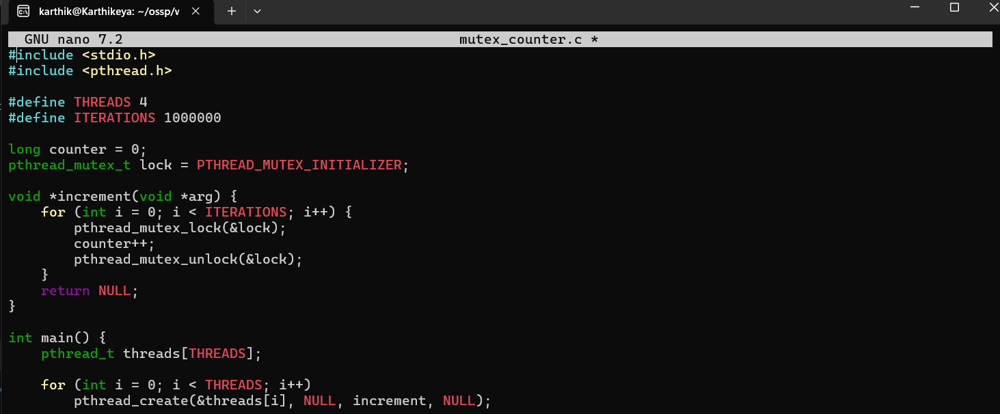 karthik@Karthikeya: ~/ossp/v
GNU nano 7.2 mutex_counter.c *
#include <stdio.h>
#include <pthread.h>
#define THREADS 4
#define ITERATIONS 1000000
long counter = 0;
pthread_mutex_t lock = PTHREAD_MUTEX_INITIALIZER;
void *increment(void *arg) {
    for (int i = 0; i < ITERATIONS; i++) {
        pthread_mutex_lock(&lock);
        counter++;
        pthread_mutex_unlock(&lock);
    }
    return NULL;
}
int main() {
    pthread_t threads[THREADS];
    for (int i = 0; i < THREADS; i++)
        pthread_create(&threads[i], NULL, increment, NULL);